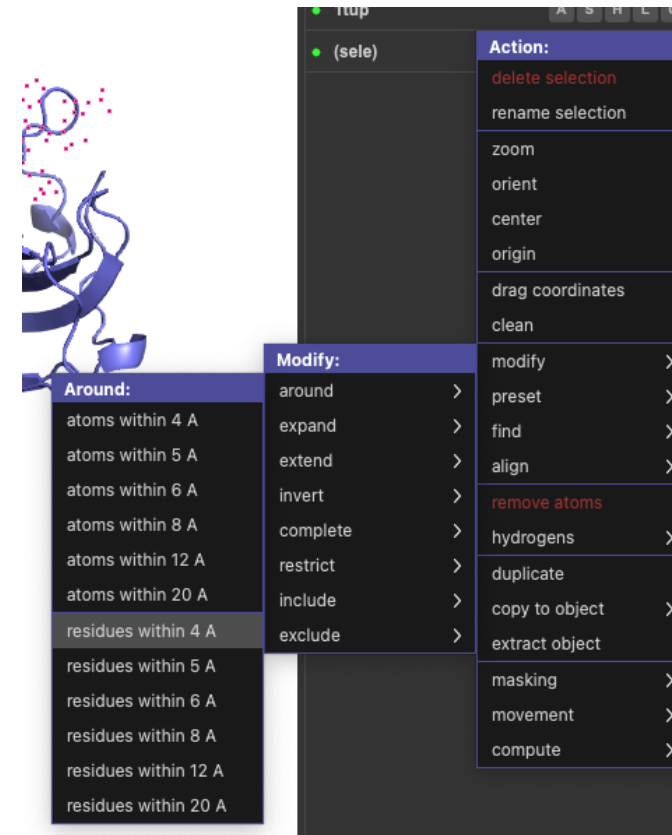 1tup
A S H L
(sele)
Action:
delete selection
rename selection
zoom
orient
center
origin
drag coordinates
clean
modify
preset
find
align
remove atoms
hydrogens
duplicate
copy to object
extract object
masking
movement
compute
Modify:
around
expand
extend
invert
complete
restrict
include
exclude
Around:
atoms within 4 A
atoms within 5 A
atoms within 6 A
atoms within 8 A
atoms within 12 A
atoms within 20 A
residues within 4 A
residues within 5 A
residues within 6 A
residues within 8 A
residues within 12 A
residues within 20 A